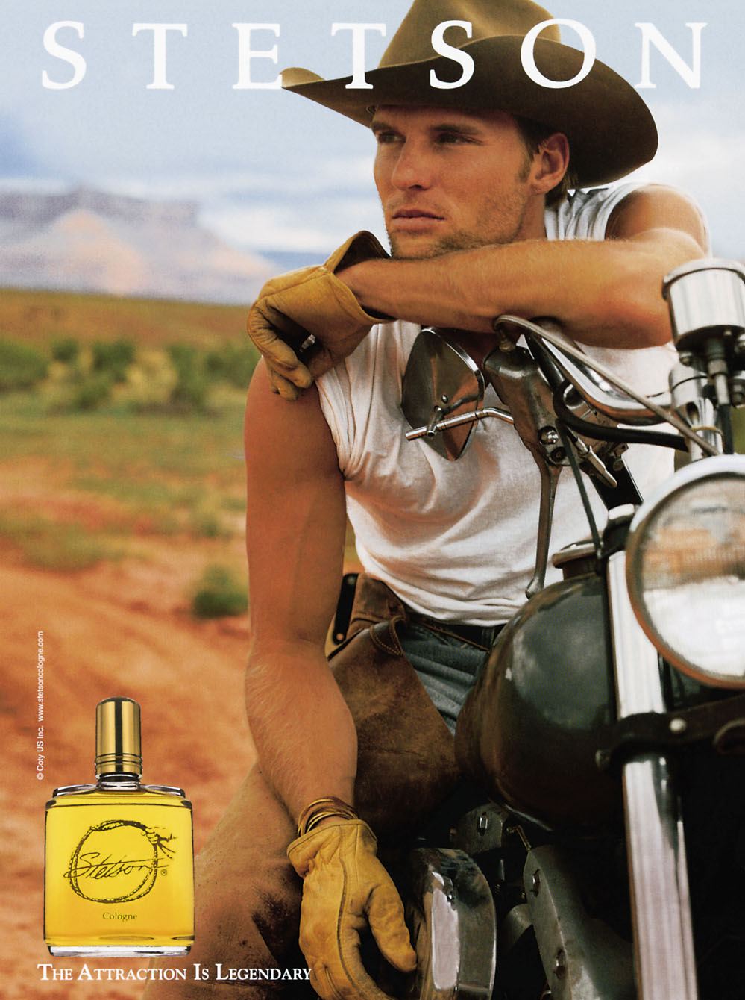 STETSON
© Coty US Inc. www.stetsoncologne.com
Stetson®
Cologne
THE ATTRACTION IS LEGENDARY